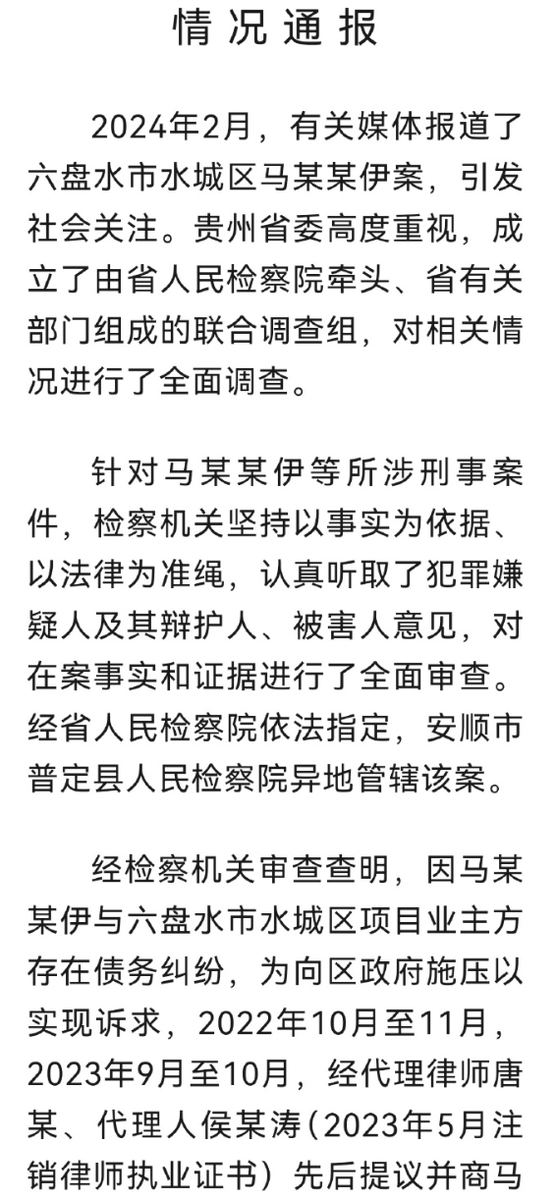 情况通报
2024年2月，有关媒体报道了
六盘水市水城区马某某伊案，引发
社会关注。贵州省委高度重视，成
立了由省人民检察院牵头、省有关
部门组成的联合调查组，对相关情
况进行了全面调查。
针对马某某伊等所涉刑事案
件，检察机关坚持以事实为依据、
以法律为准绳，认真听取了犯罪嫌
疑人及其辩护人、被害人意见，对
在案事实和证据进行了全面审查。
经省人民检察院依法指定，安顺市
普定县人民检察院异地管辖该案。
经检察机关审查查明，因马某
某伊与六盘水市水城区项目业主方
存在债务纠纷，为向区政府施压以
实现诉求，2022年10月至11月，
2023年9月至10月，经代理律师唐
某、代理人侯某涛(2023年5月注
销律师执业证书）先后提议并商马